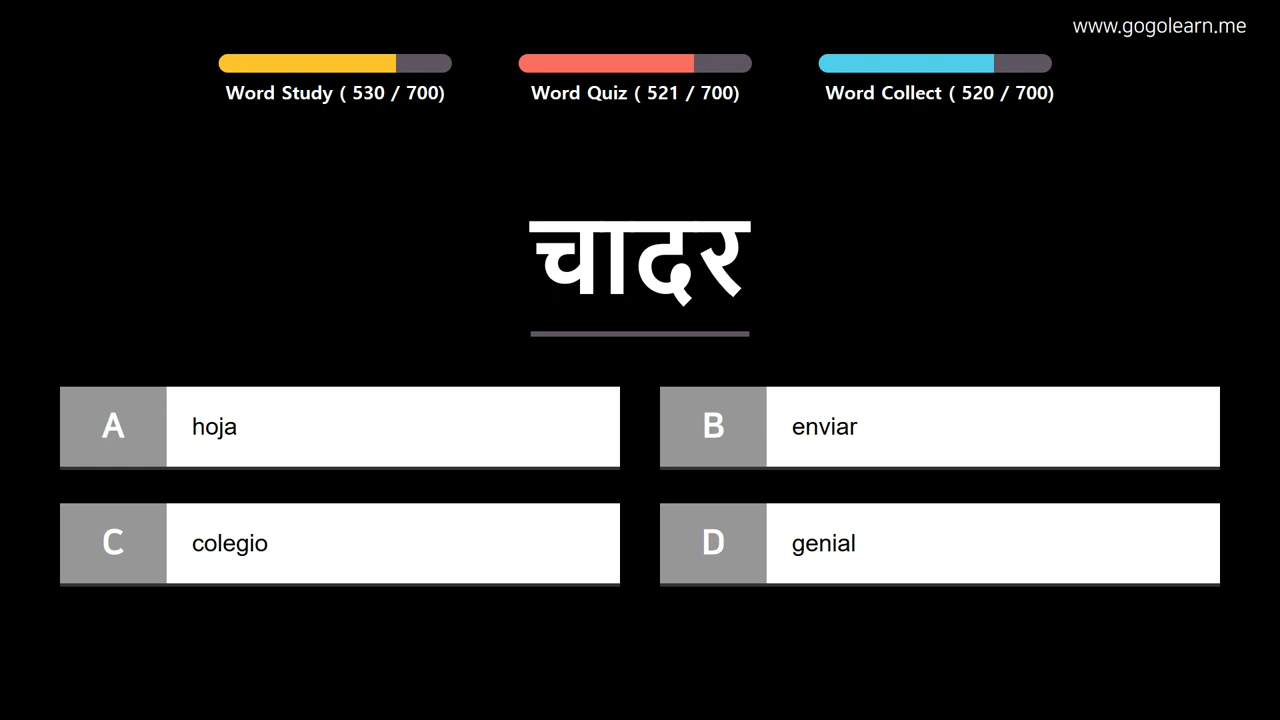 www.gogolearn.me
Word Study ( 530 / 700)
Word Quiz ( 521 / 700)
Word Collect ( 520 / 700)
चादर
A hoja
B enviar
C colegio
D genial